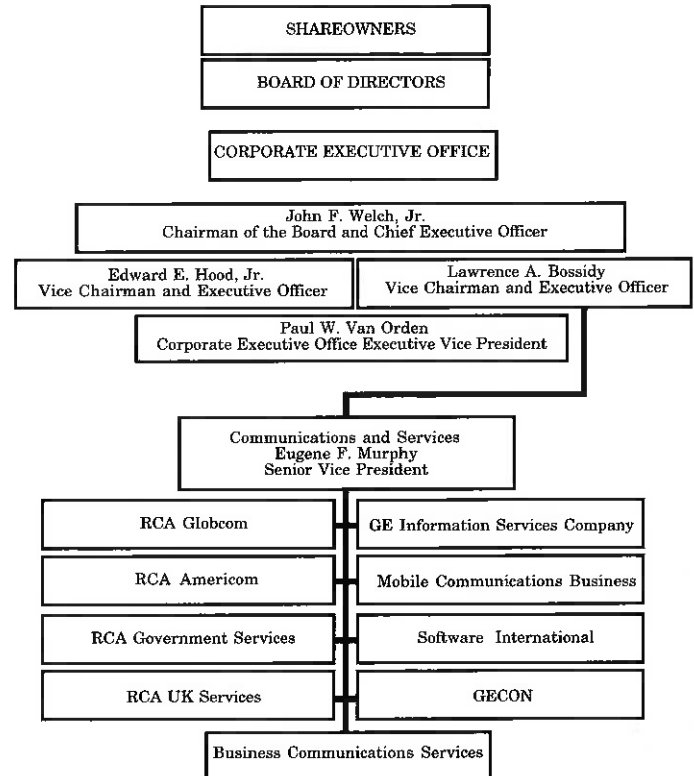 SHAREOWNERS
BOARD OF DIRECTORS
CORPORATE EXECUTIVE OFFICE
John F. Welch, Jr.
Chairman of the Board and Chief Executive Officer
Edward E. Hood, Jr.
Vice Chairman and Executive Officer
Lawrence A. Bossidy
Vice Chairman and Executive Officer
Paul W. Van Orden
Corporate Executive Office Executive Vice President
Communications and Services
Eugene F. Murphy
Senior Vice President
RCA Globcom
GE Information Services Company
RCA Americom
Mobile Communications Business
RCA Government Services
Software International
RCA UK Services
GECON
Business Communications Services